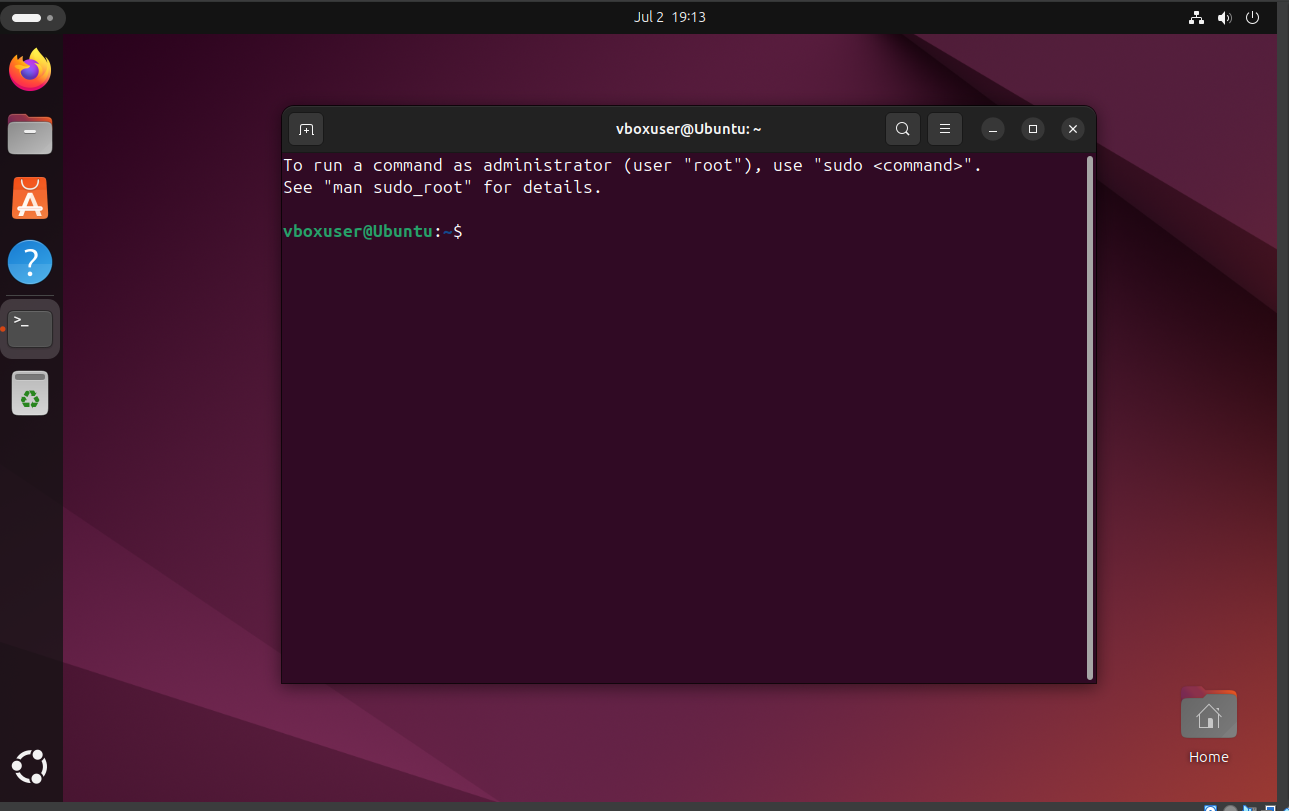 Jul 2 19:13
vboxuser@Ubuntu: ~
To run a command as administrator (user "root"), use "sudo <command>".
See "man sudo_root" for details.
vboxuser@Ubuntu:~$
Home